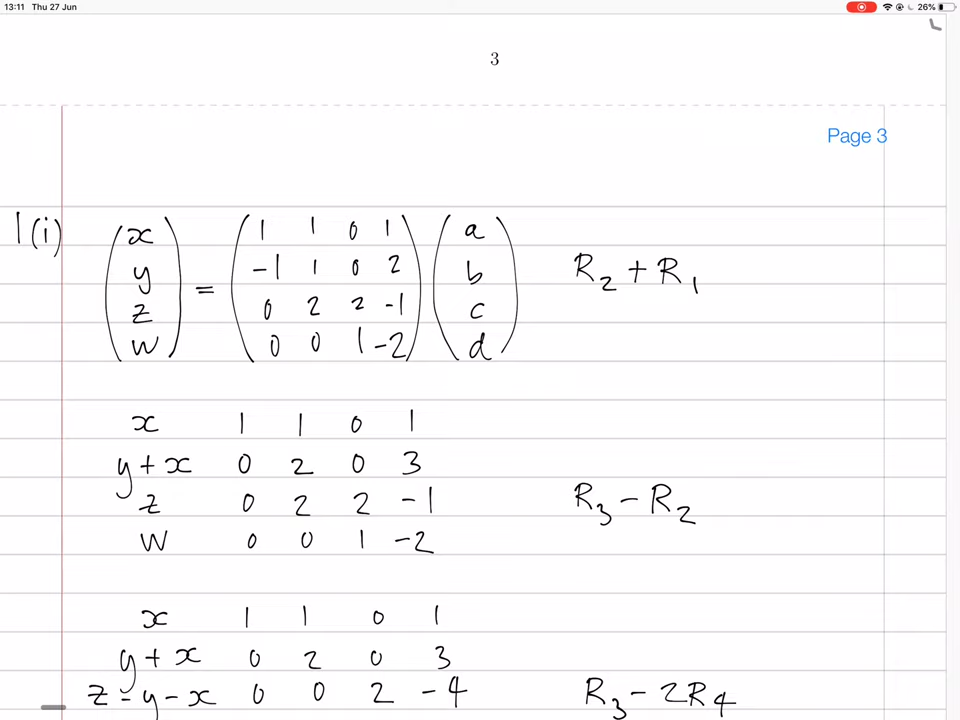 13:11 Thu 27 Jun 26%
3
Page 3
1(i) (x y z w) = (1 1 0 1
-1 1 0 2
0 2 2 -1
0 0 1 -2) (a b c d) R₂ + R₁
x 1 1 0 1
y + x 0 2 0 3
z 0 2 2 -1 R₃ - R₂
w 0 0 1 -2
x 1 1 0 1
y + x 0 2 0 3
z - y - x 0 0 2 -4 R₃ - 2R₄